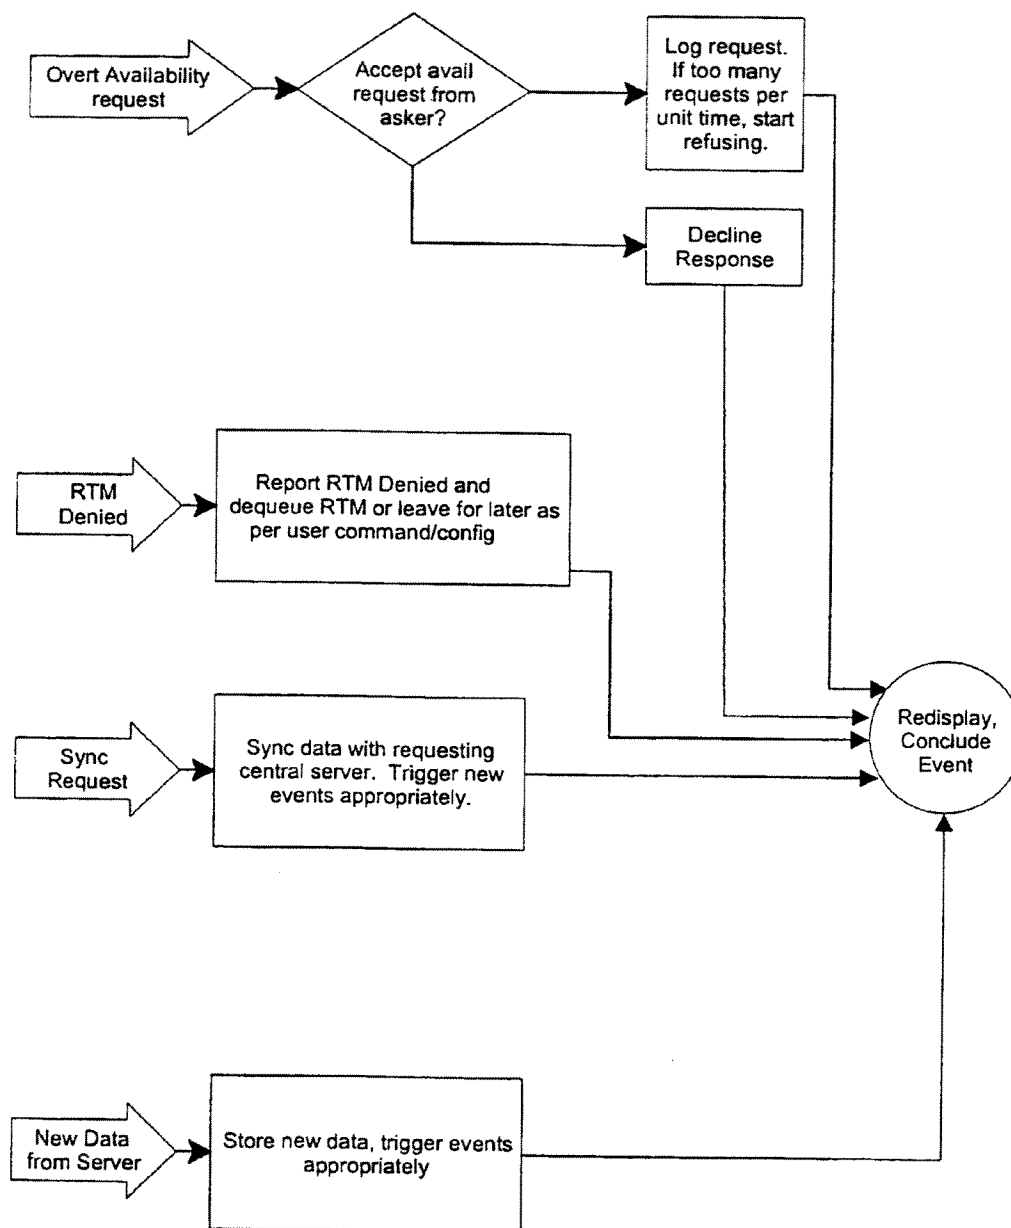 Overt Availability
request
Accept avail
request from
asker?
Log request.
If too many
requests per
unit time, start
refusing.
Decline
Response
RTM
Denied
Report RTM Denied and
dequeue RTM or leave for later as
per user command/config
Sync
Request
Sync data with requesting
central server. Trigger new
events appropriately.
Redisplay,
Conclude
Event
New Data
from Server
Store new data, trigger events
appropriately